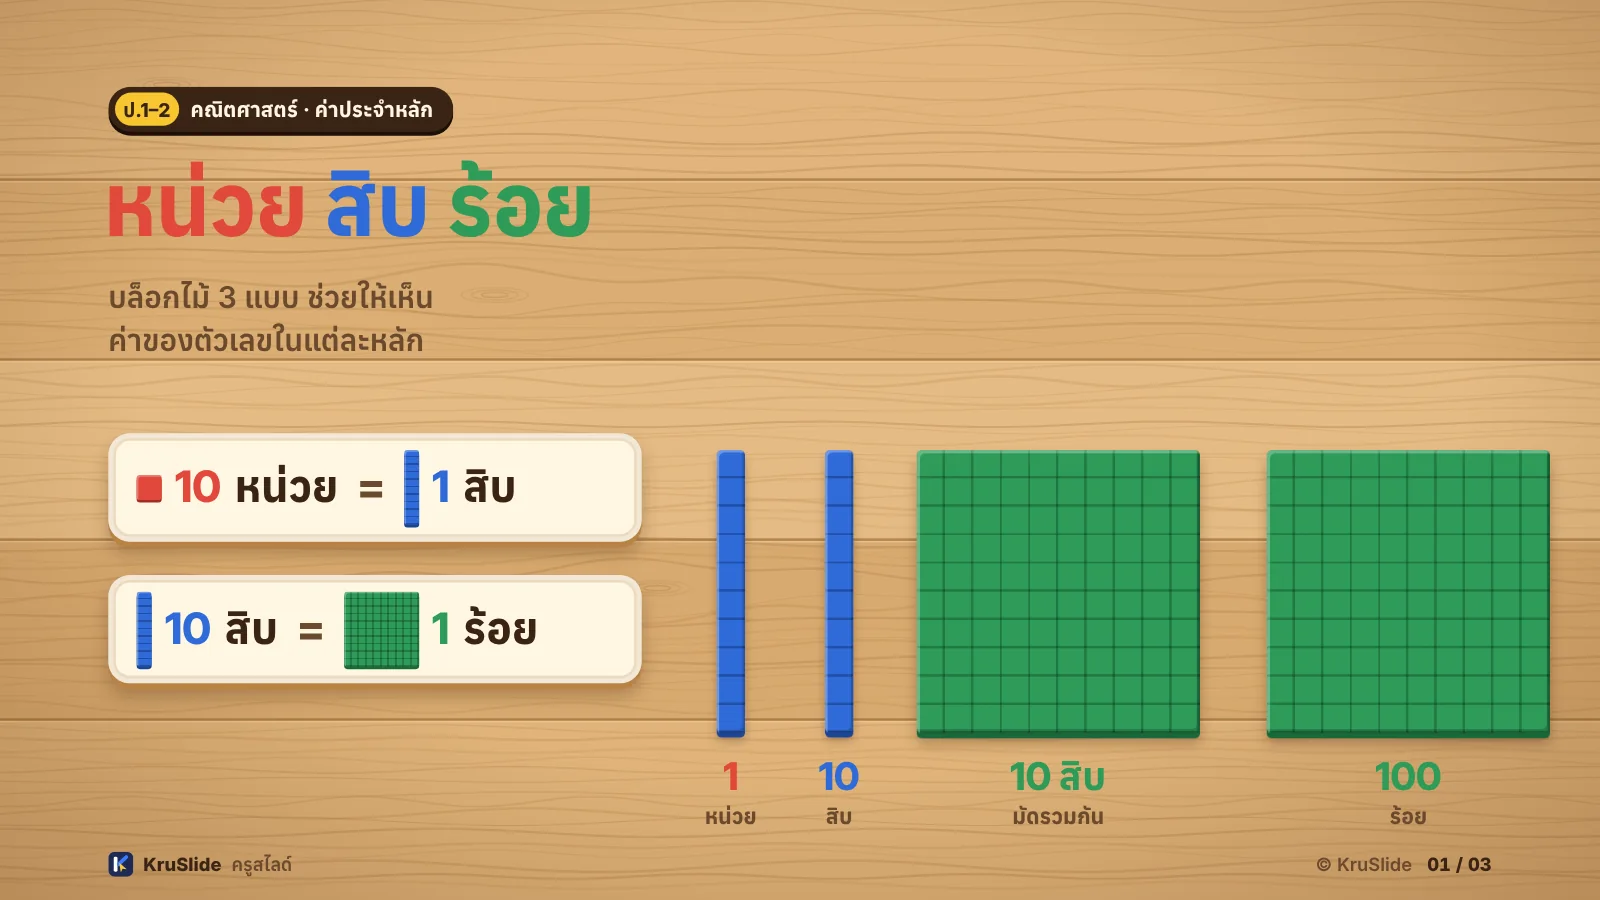 ป.1–2 คณิตศาสตร์ · ค่าประจำหลัก
หน่วย สิบ ร้อย
บล็อกไม้ 3 แบบ ช่วยให้เห็น
ค่าของตัวเลขในแต่ละหลัก
10 หน่วย = 1 สิบ
10 สิบ = 1 ร้อย
1
หน่วย
10
สิบ
10 สิบ
มัดรวมกัน
100
ร้อย
KruSlide ครูสไลด์
© KruSlide 01 / 03